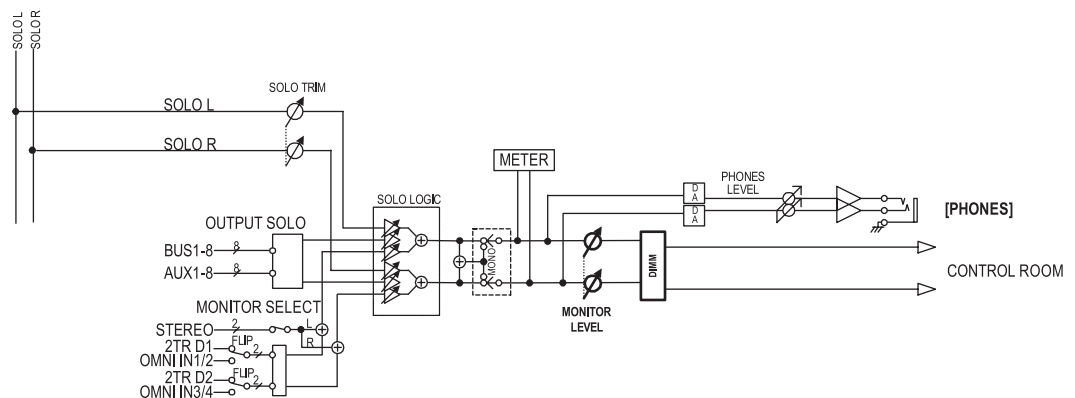 SOLO L
SOLO R
SOLO TRIM
SOLO L
SOLO R
METER
PHONES
LEVEL
D
A
D
A
[PHONES]
SOLO LOGIC
OUTPUT SOLO
BUS1-8
8
AUX1-8
8
MONO
DIMM
CONTROL ROOM
MONITOR SELECT
MONITOR
LEVEL
STEREO
2
L
R
2TR D1
FLIP
2
OMNI IN1/2
2TR D2
FLIP
2
OMNI IN3/4